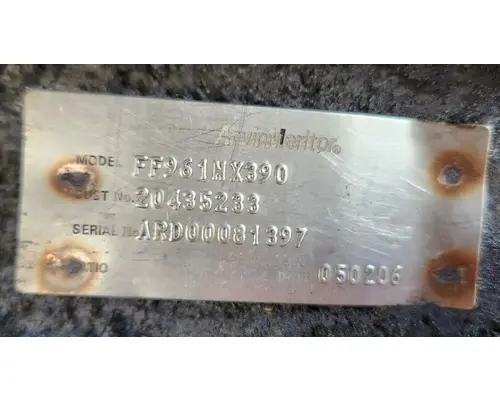 ArvinMeritor®
MODEL FF961NX390
CUST No. 20435233
SERIAL No. ARD00081397
RATIO 050206